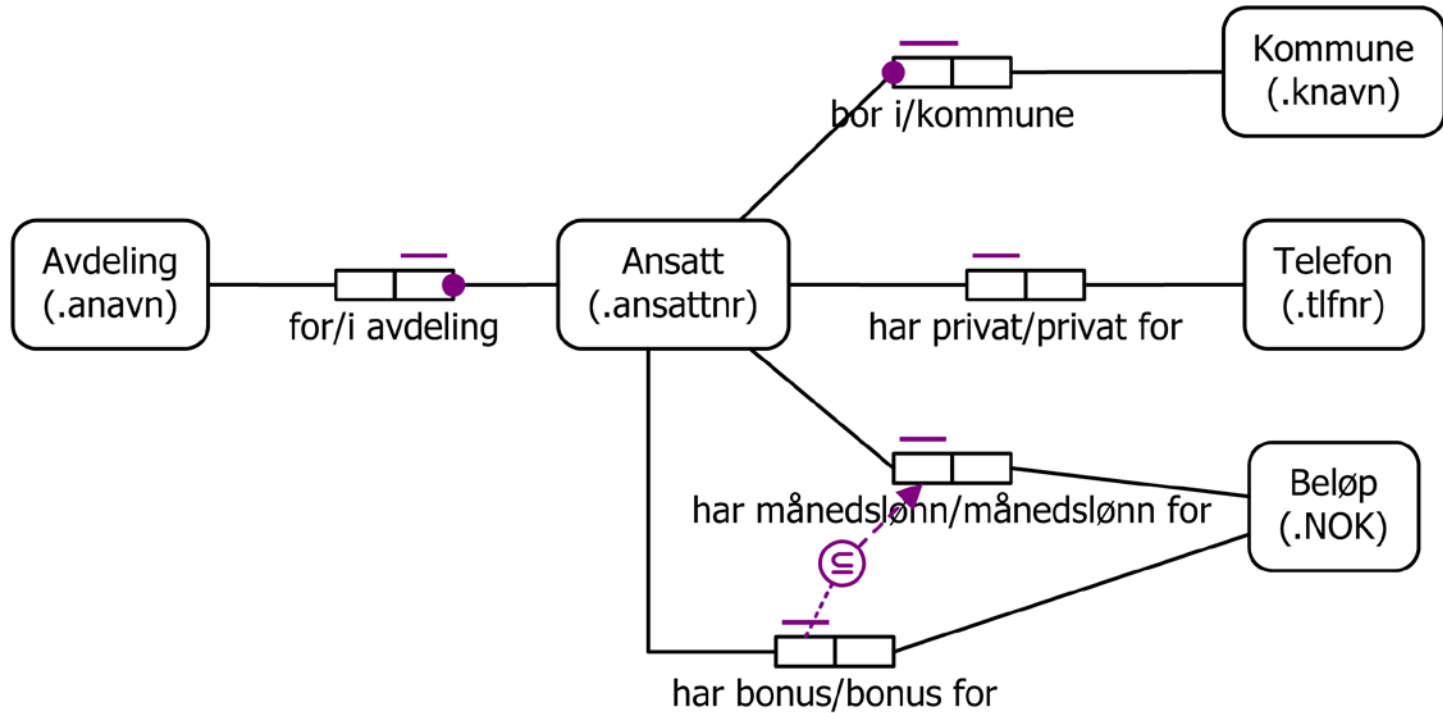 Kommune
(.knavn)
bor i/kommune
Avdeling
(.anavn)
for/i avdeling
Ansatt
(.ansattnr)
har privat/privat for
Telefon
(.tlfnr)
har månedslønn/månedslønn for
Beløp
(.NOK)
⊆
har bonus/bonus for